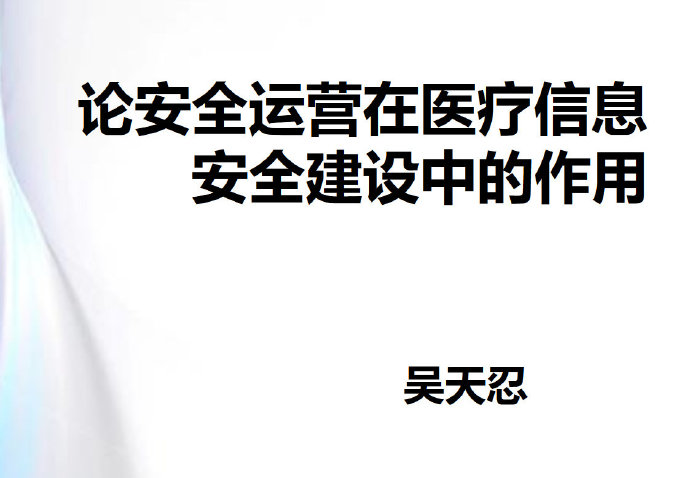 论安全运营在医疗信息
安全建设中的作用
吴天忍